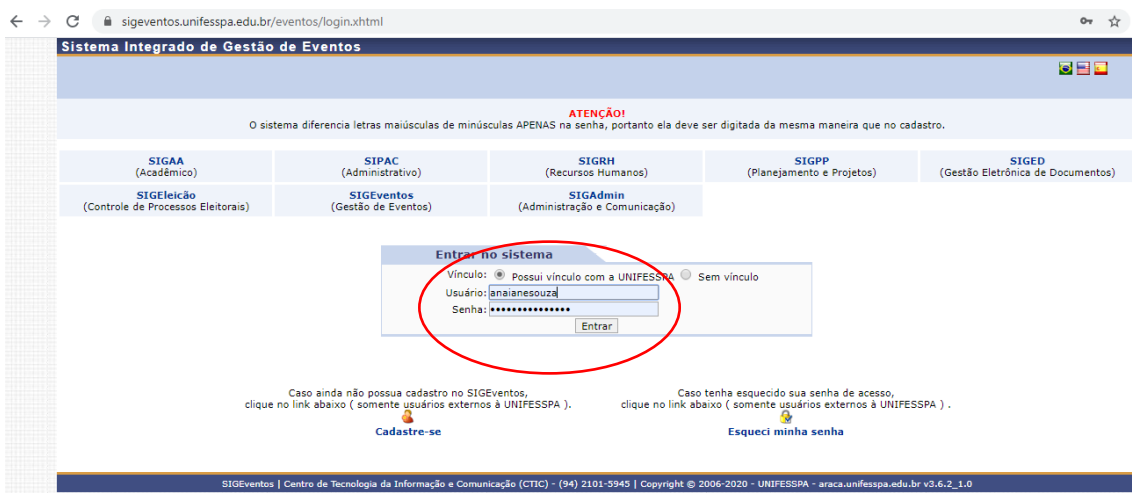 sigeventos.unifesspa.edu.br/eventos/login.xhtml
Sistema Integrado de Gestão de Eventos
ATENÇÃO!
O sistema diferencia letras maiúsculas de minúsculas APENAS na senha, portanto ela deve ser digitada da mesma maneira que no cadastro.
SIGAA SIPAC SIGRH SIGPP SIGED
(Acadêmico) (Administrativo) (Recursos Humanos) (Planejamento e Projetos) (Gestão Eletrônica de Documentos)
SIGEleicão SIGEventos SIGAdmin
(Controle de Processos Eleitorais) (Gestão de Eventos) (Administração e Comunicação)
Entrar no sistema
Vínculo: Possui vínculo com a UNIFESSPA Sem vínculo
Usuário: anaianesouza
Senha: •••••••••••••••
Entrar
Caso ainda não possua cadastro no SIGEventos, Caso tenha esquecido sua senha de acesso,
clique no link abaixo ( somente usuários externos à UNIFESSPA ). clique no link abaixo ( somente usuários externos à UNIFESSPA ) .
Cadastre-se Esqueci minha senha
SIGEventos | Centro de Tecnologia da Informação e Comunicação (CTIC) - (94) 2101-5945 | Copyright © 2006-2020 - UNIFESSPA - araca.unifesspa.edu.br v3.6.2_1.0